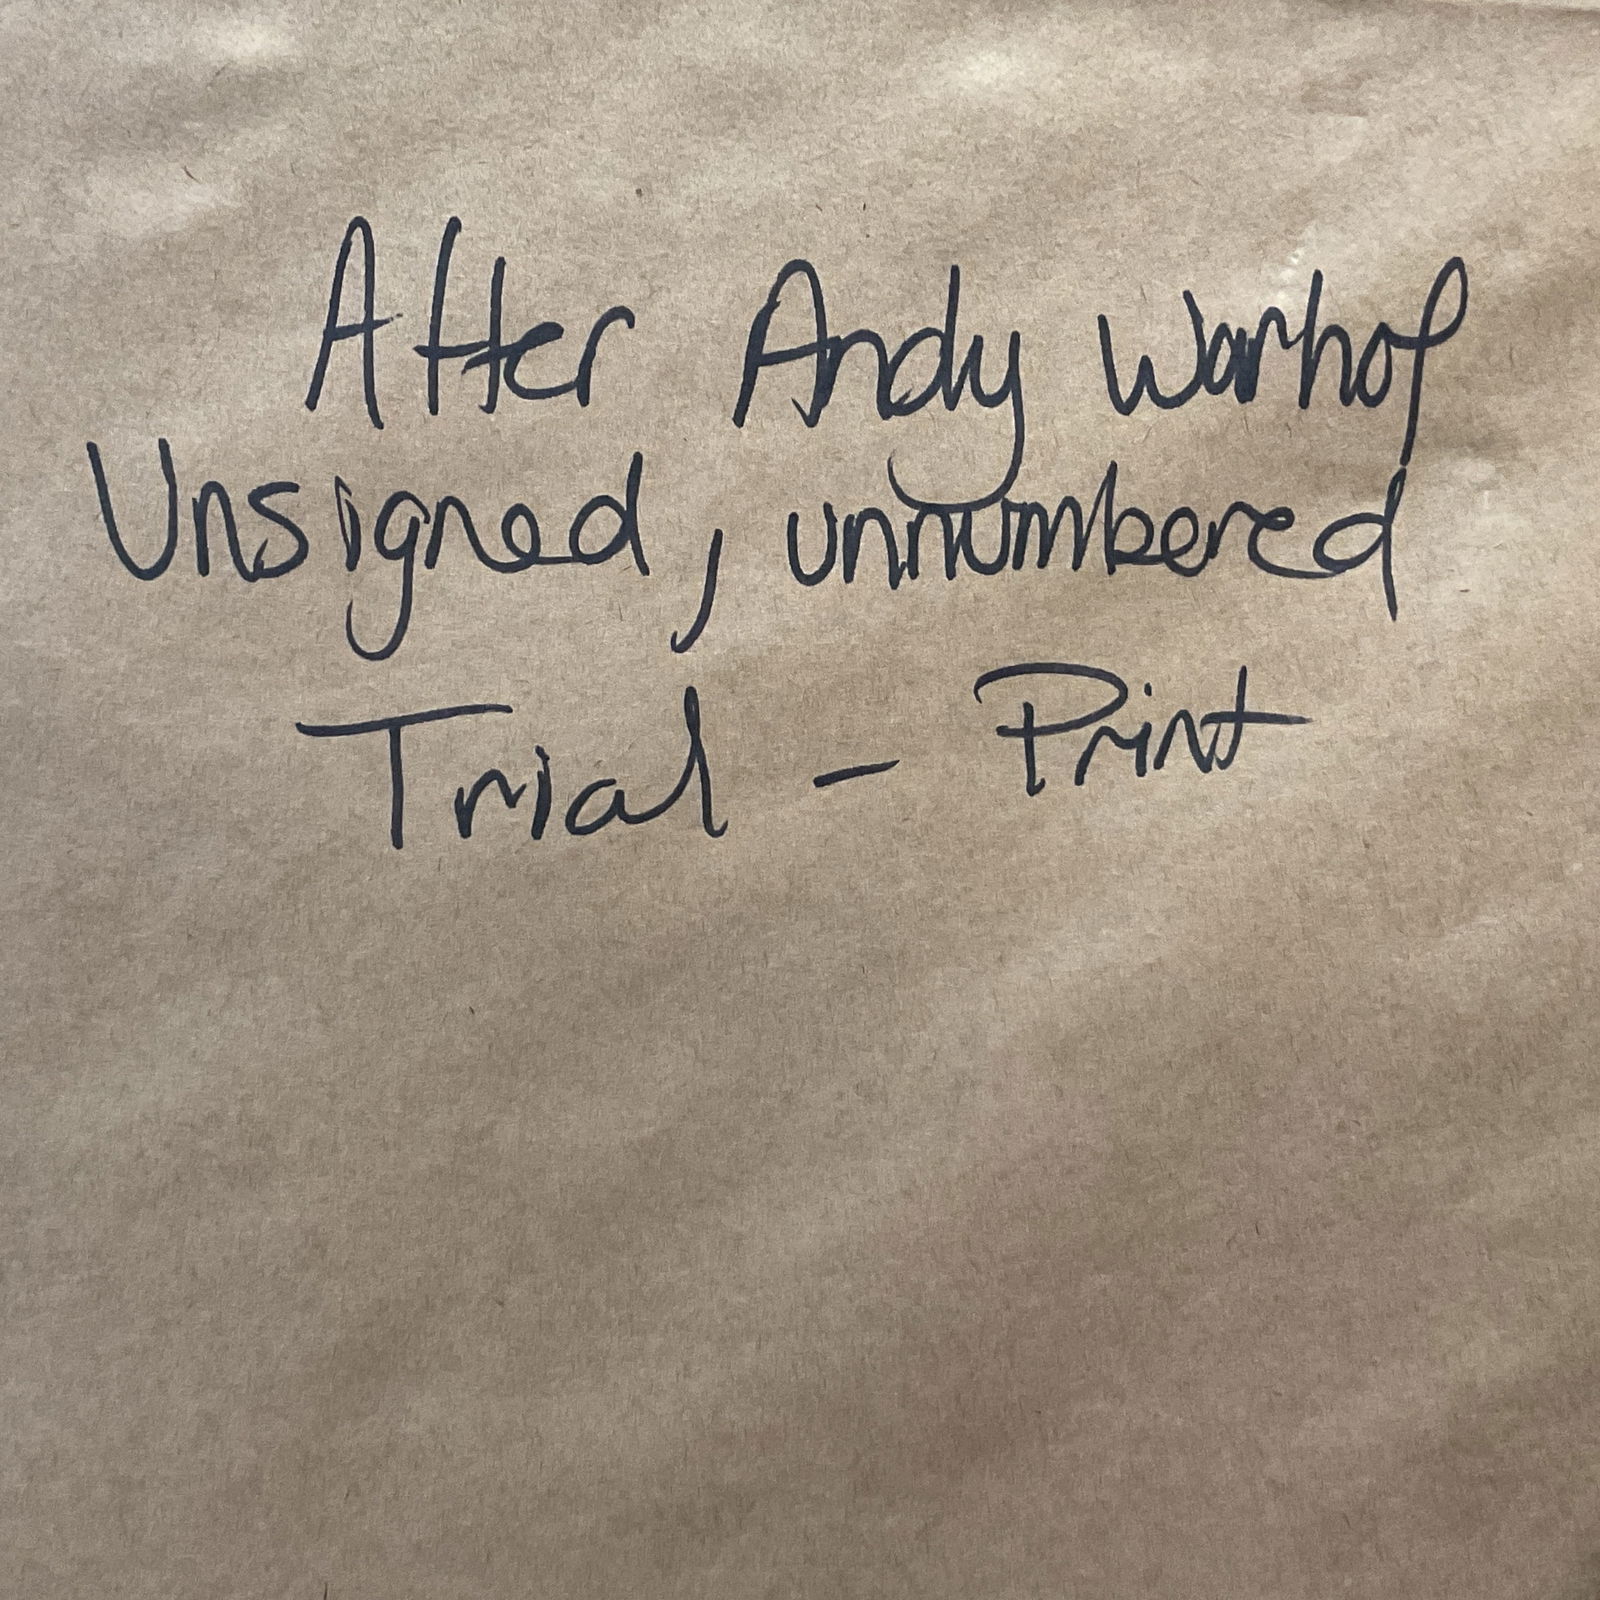 After Andy Warhol
Unsigned, unnumbered
Trial - Print